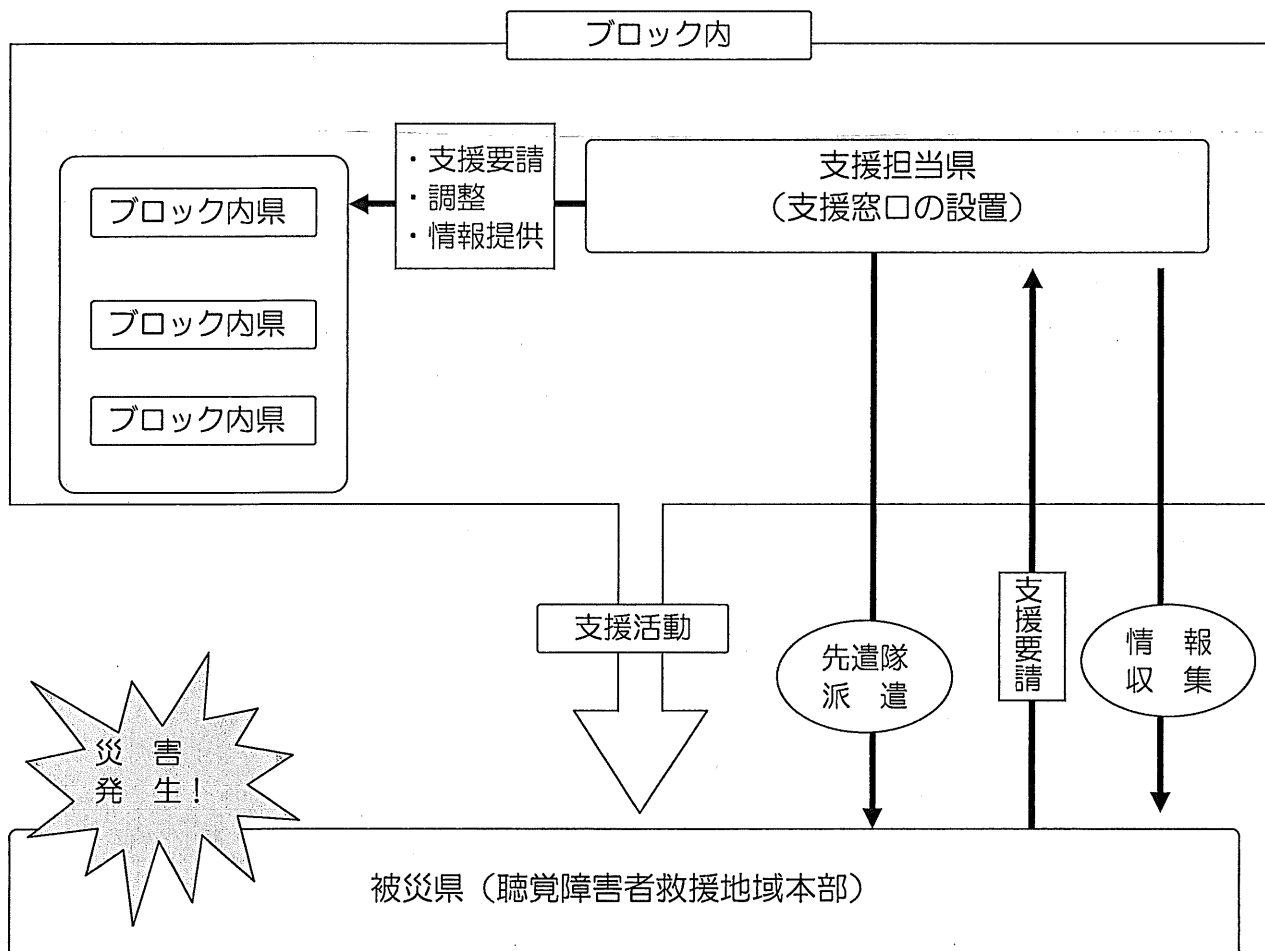 ブロック内
・支援要請
・調整
・情報提供
支援担当県
（支援窓口の設置）
ブロック内県
ブロック内県
ブロック内県
支援活動
先遣隊
派　遣
支援要請
情　報
収　集
災　害
発　生！
被災県（聴覚障害者救援地域本部）